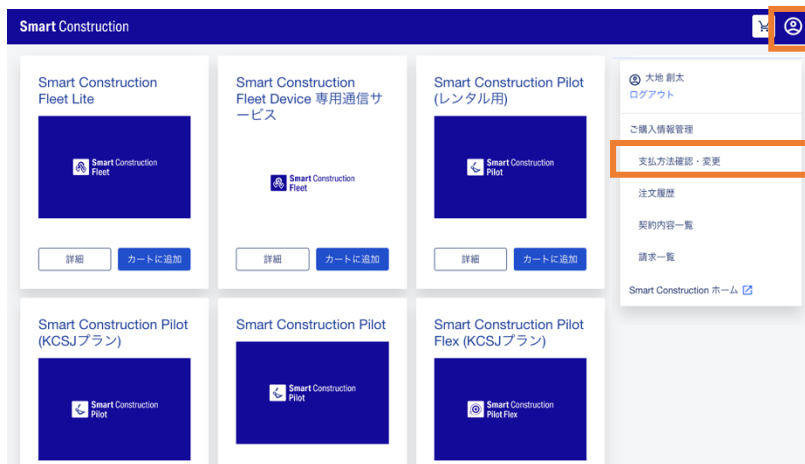 Smart Construction
Smart Construction
Fleet Lite
Smart Construction
Fleet
詳細
カートに追加
Smart Construction
Fleet Device 専用通信サ
ービス
Smart Construction
Fleet
詳細
カートに追加
Smart Construction Pilot
(レンタル用)
Smart Construction
Pilot
詳細
カートに追加
大地 創太
ログアウト
ご購入情報管理
支払方法確認・変更
注文履歴
契約内容一覧
請求一覧
Smart Construction ホーム
Smart Construction Pilot
(KCSJプラン)
Smart Construction
Pilot
Smart Construction Pilot
Smart Construction
Pilot
Smart Construction Pilot
Flex (KCSJプラン)
Smart Construction
Pilot Flex